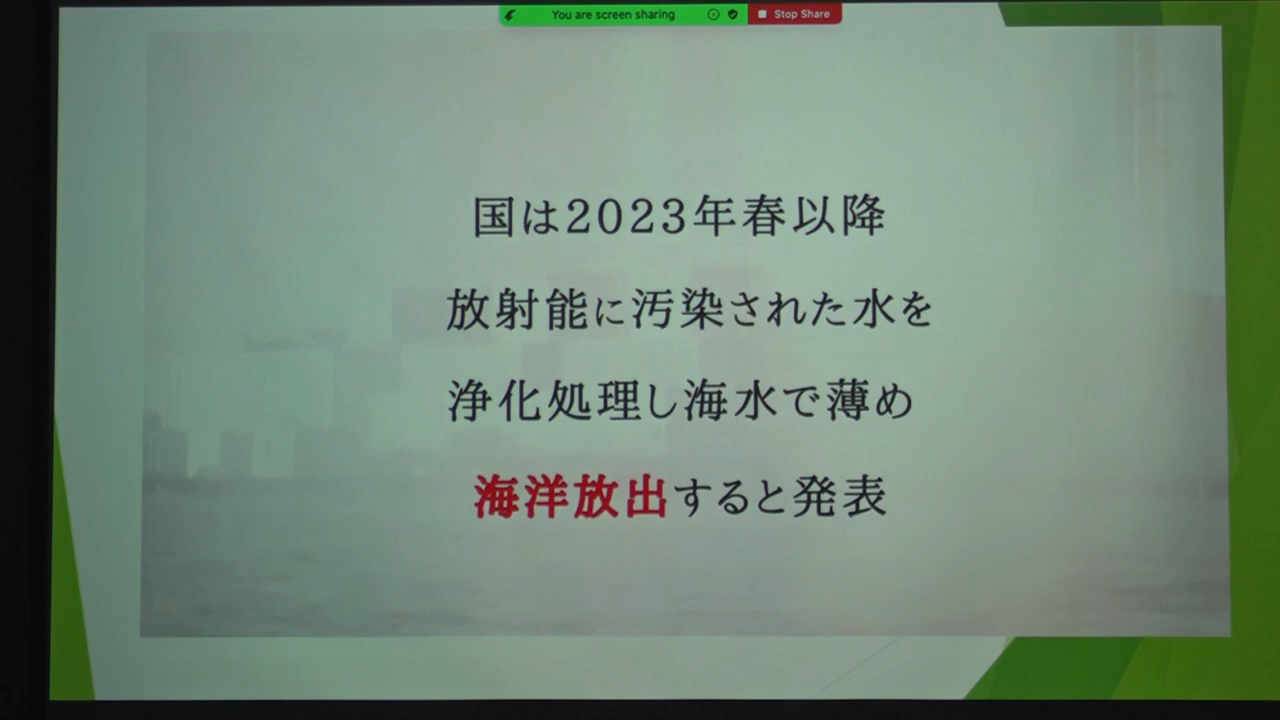 You are screen sharing
Stop Share
国は2023年春以降
放射能に汚染された水を
浄化処理し海水で薄め
海洋放出すると発表